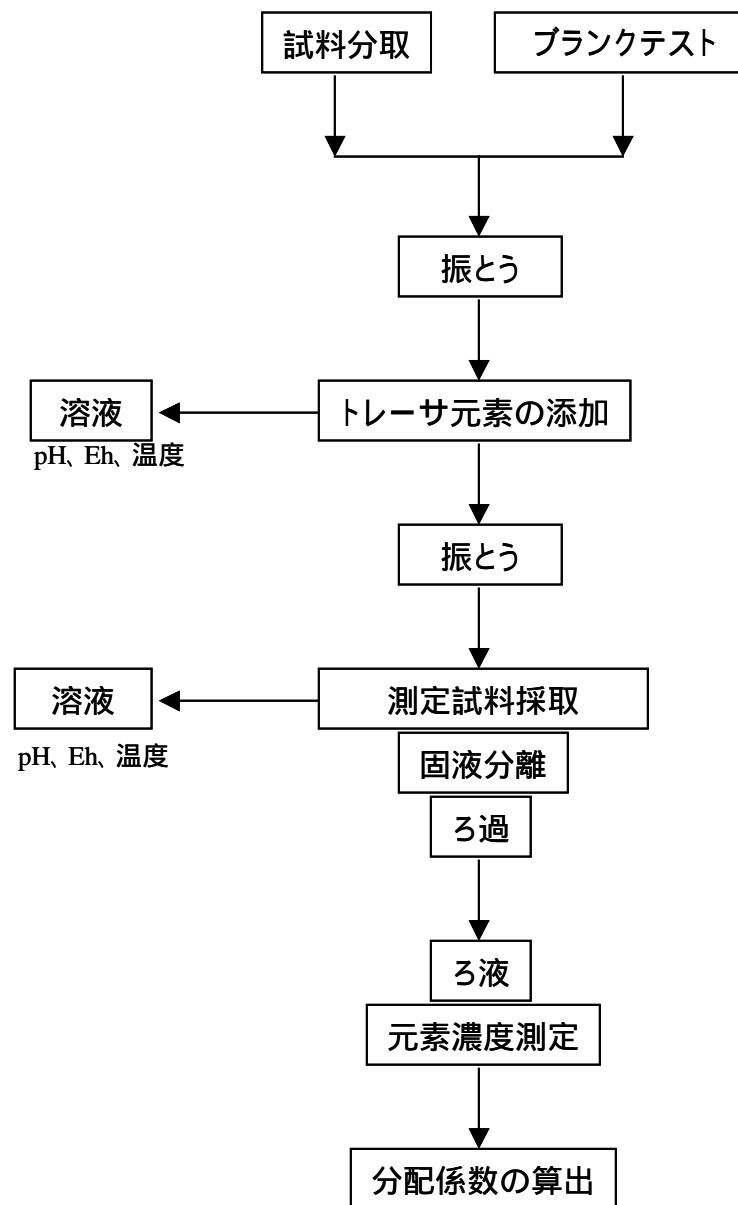 試料分取
ブランクテスト
振とう
溶液
トレーサ元素の添加
pH、Eh、温度
振とう
溶液
測定試料採取
pH、Eh、温度
固液分離
ろ過
ろ液
元素濃度測定
分配係数の算出